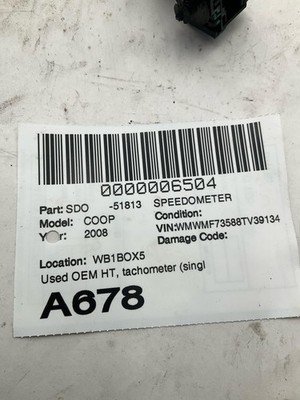 0000006504
Part: SDO -51813 SPEEDOMETER
Model: COOP Condition:
Year: 2008 VIN:WMWMF73588TV39134
Damage Code:
Location: WB1BOX5
Used OEM HT, tachometer (singl
A678